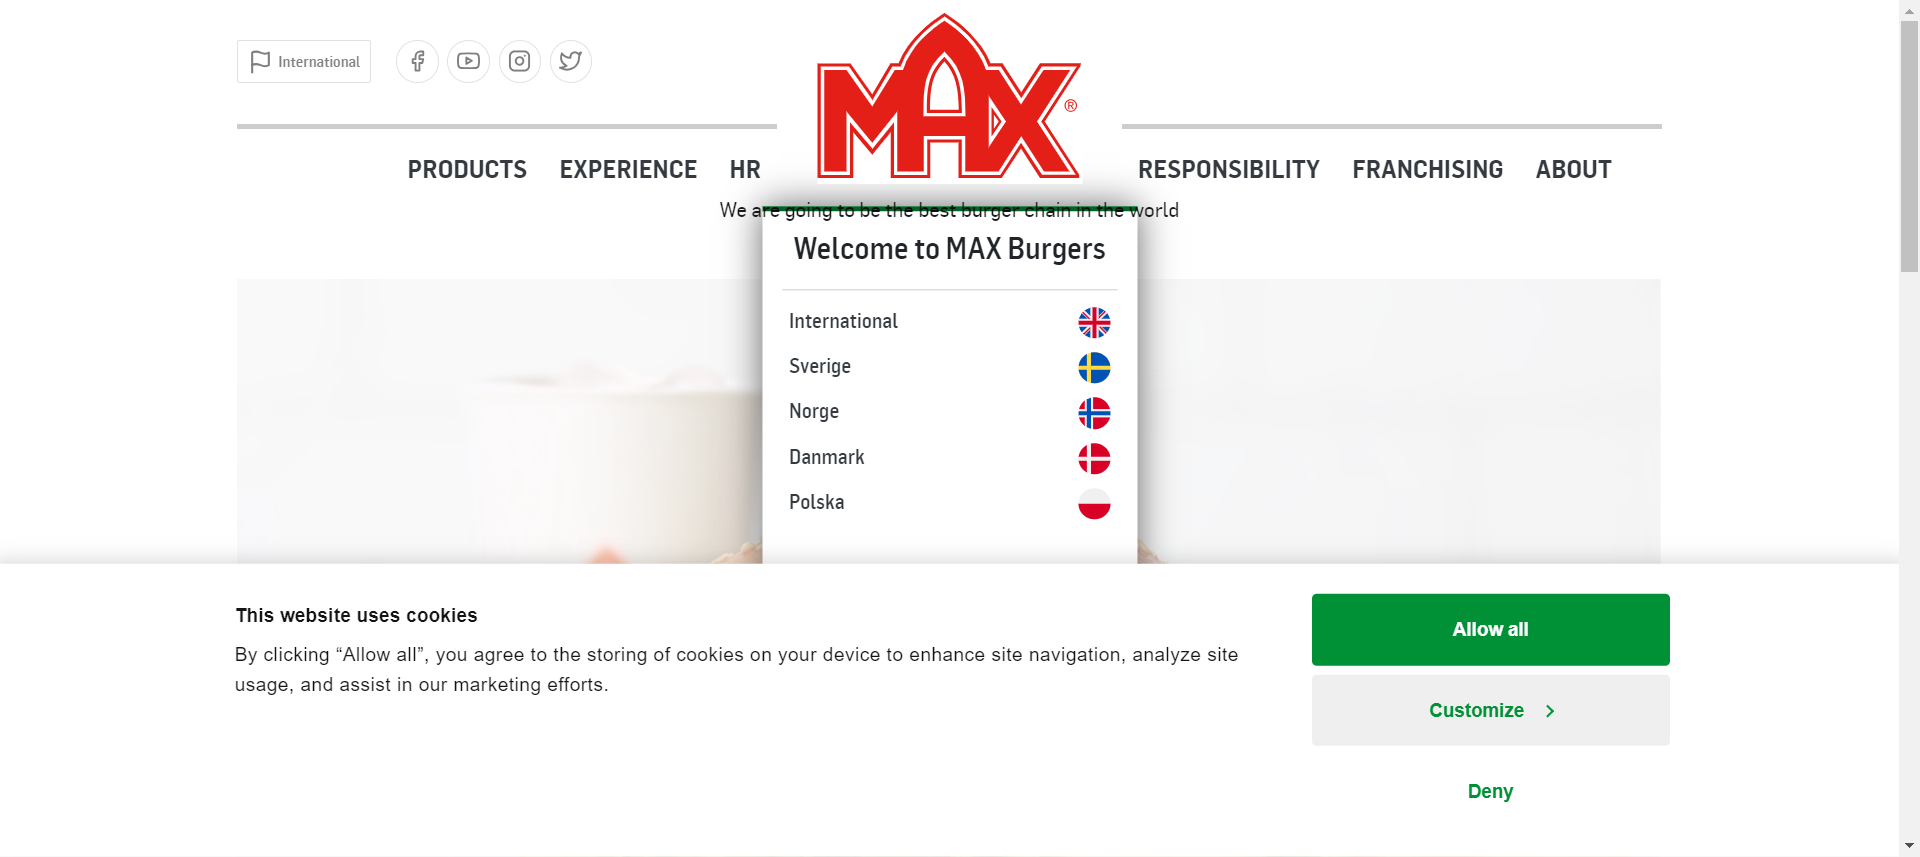 International
MAX®
PRODUCTS EXPERIENCE HR RESPONSIBILITY FRANCHISING ABOUT
We are going to be the best burger chain in the world
Welcome to MAX Burgers
International
Sverige
Norge
Danmark
Polska
This website uses cookies
By clicking “Allow all”, you agree to the storing of cookies on your device to enhance site navigation, analyze site
usage, and assist in our marketing efforts.
Allow all
Customize
Deny